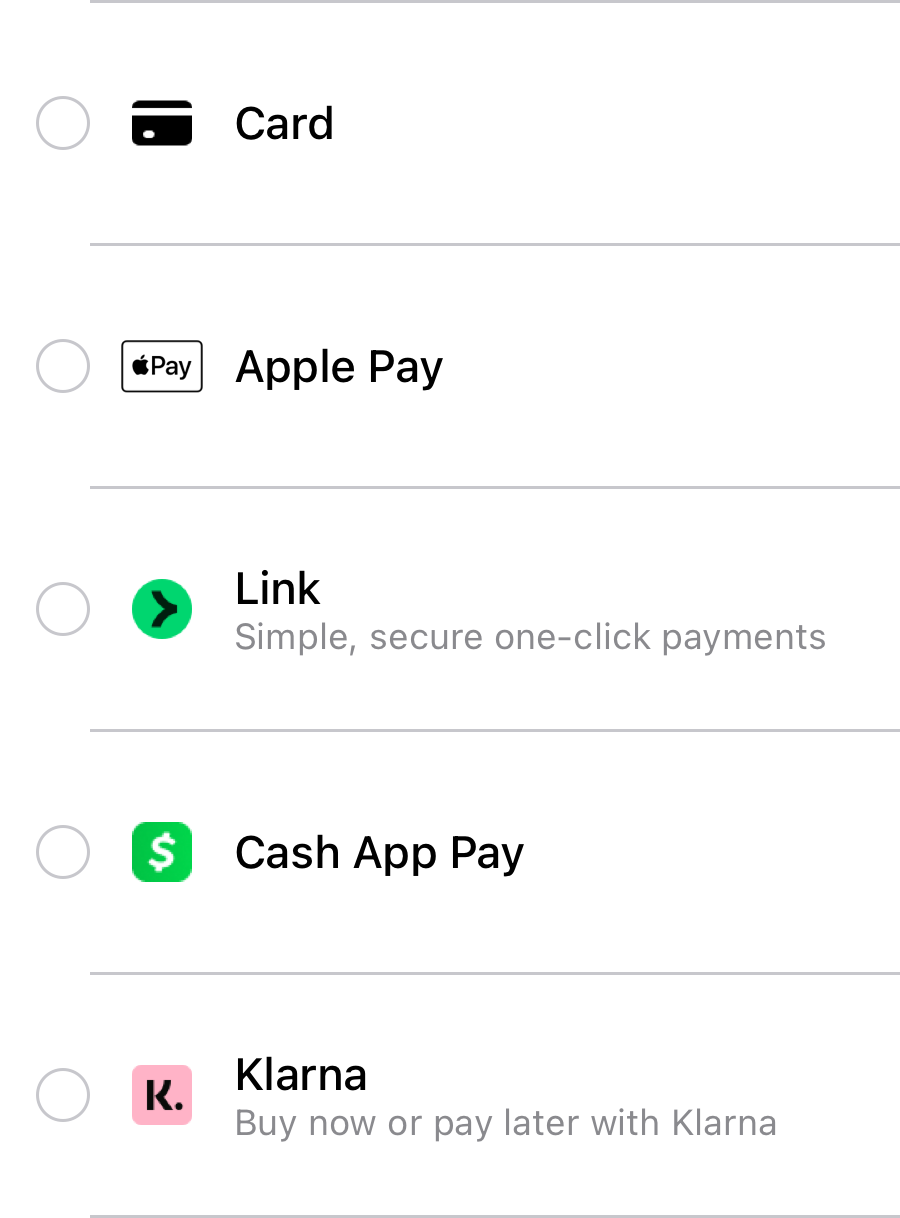 Card
Pay
Apple Pay
Link
Simple, secure one-click payments
$
Cash App Pay
K.
Klarna
Buy now or pay later with Klarna